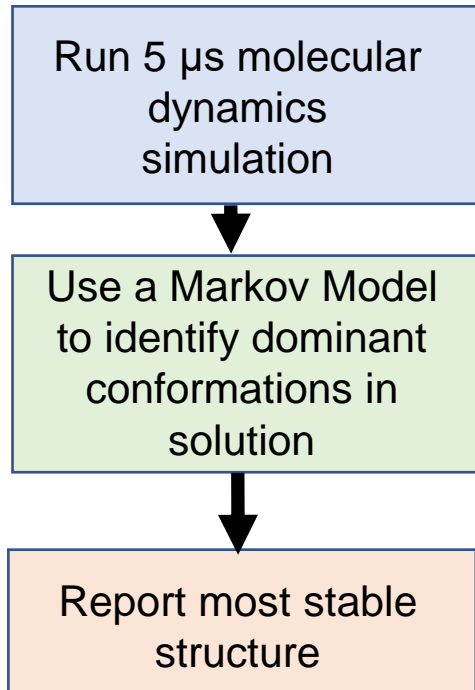 Run 5 µs molecular
dynamics
simulation
Use a Markov Model
to identify dominant
conformations in
solution
Report most stable
structure